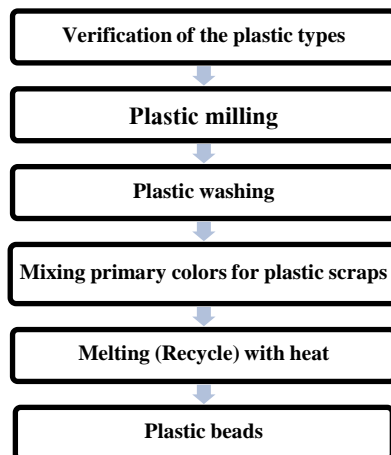 Verification of the plastic types
Plastic milling
Plastic washing
Mixing primary colors for plastic scraps
Melting (Recycle) with heat
Plastic beads